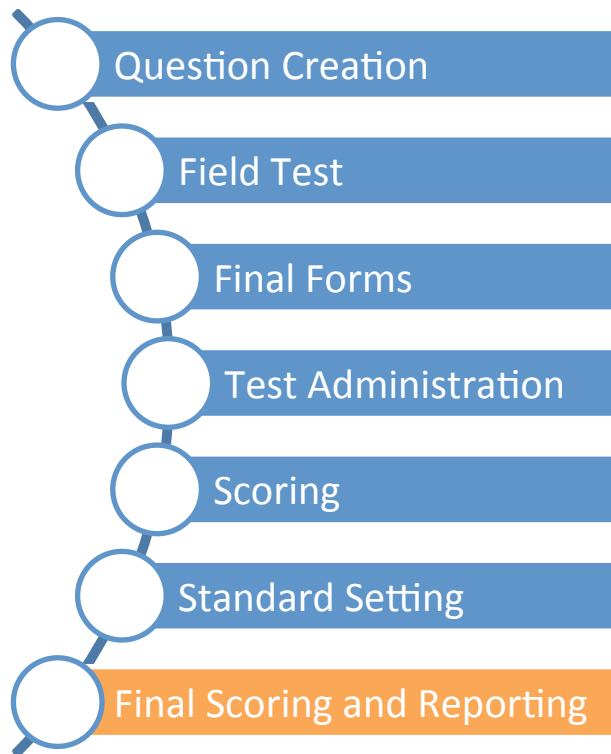 Question Creation
Field Test
Final Forms
Test Administration
Scoring
Standard Setting
Final Scoring and Reporting